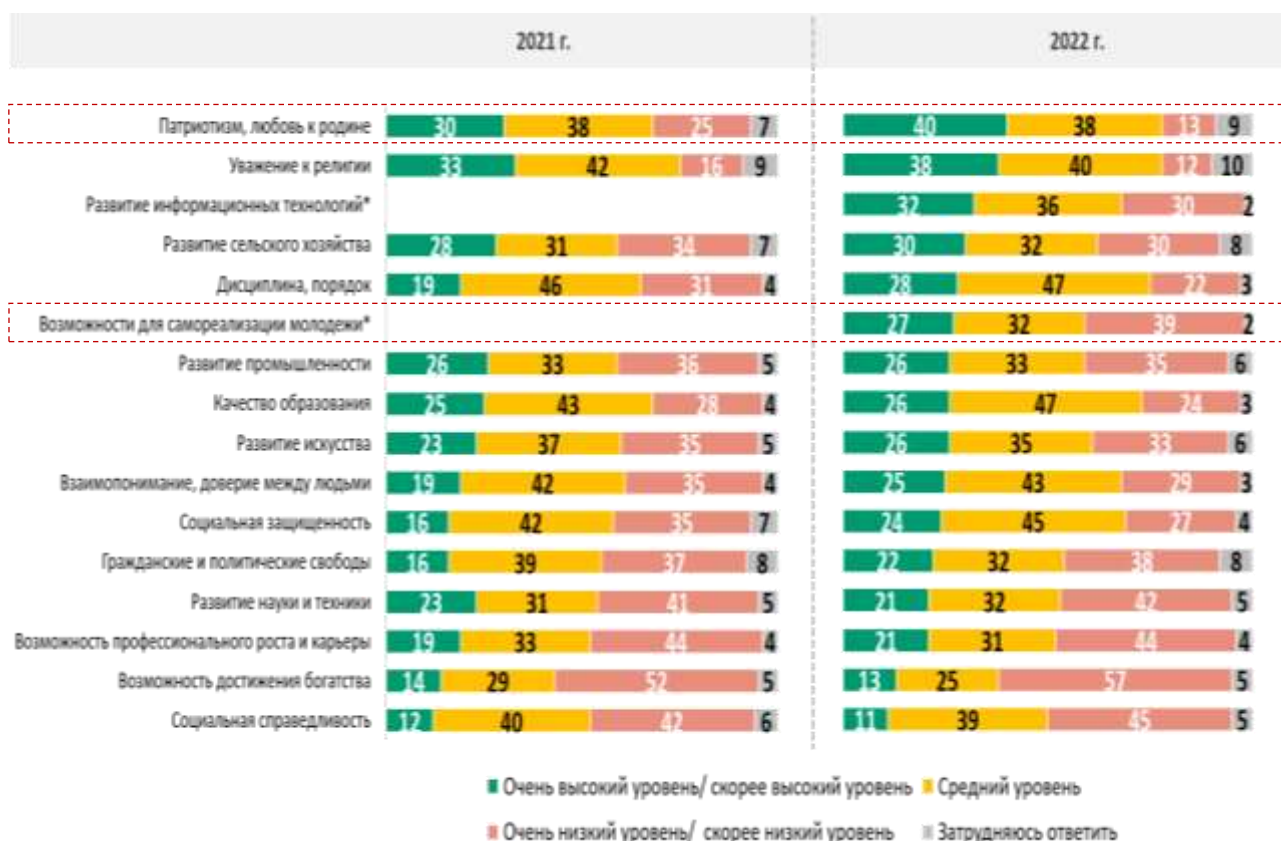 2021 г. 2022 г.
Патриотизм, любовь к родине 30 38 25 7 40 38 13 9
Уважение к религии 33 42 16 9 38 40 12 10
Развитие информационных технологий* 32 36 30 2
Развитие сельского хозяйства 28 31 34 7 30 32 30 8
Дисциплина, порядок 19 46 31 4 28 47 22 3
Возможности для самореализации молодежи* 27 32 39 2
Развитие промышленности 26 33 36 5 26 33 35 6
Качество образования 25 43 28 4 26 47 24 3
Развитие искусства 23 37 35 5 26 35 33 6
Взаимопонимание, доверие между людьми 19 42 35 4 25 43 29 3
Социальная защищенность 16 42 35 7 24 45 27 4
Гражданские и политические свободы 16 39 37 8 22 32 38 8
Развитие науки и техники 23 31 41 5 21 32 42 5
Возможность профессионального роста и карьеры 19 33 44 4 21 31 44 4
Возможность достижения богатства 14 29 52 5 13 25 57 5
Социальная справедливость 12 40 42 6 11 39 45 5
Очень высокий уровень/ скорее высокий уровень Средний уровень
Очень низкий уровень/ скорее низкий уровень Затрудняюсь ответить